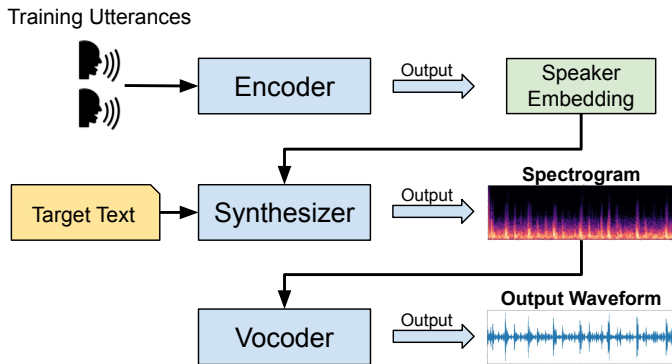 Training Utterances
Encoder
Output
Speaker
Embedding
Target Text
Synthesizer
Output
Spectrogram
Vocoder
Output
Output Waveform